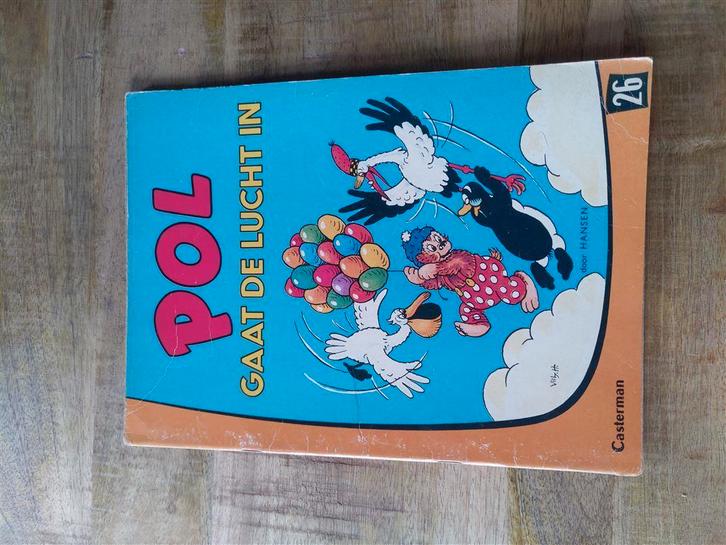 POL
GAAT DE LUCHT IN
door HANSEN
Casterman
26